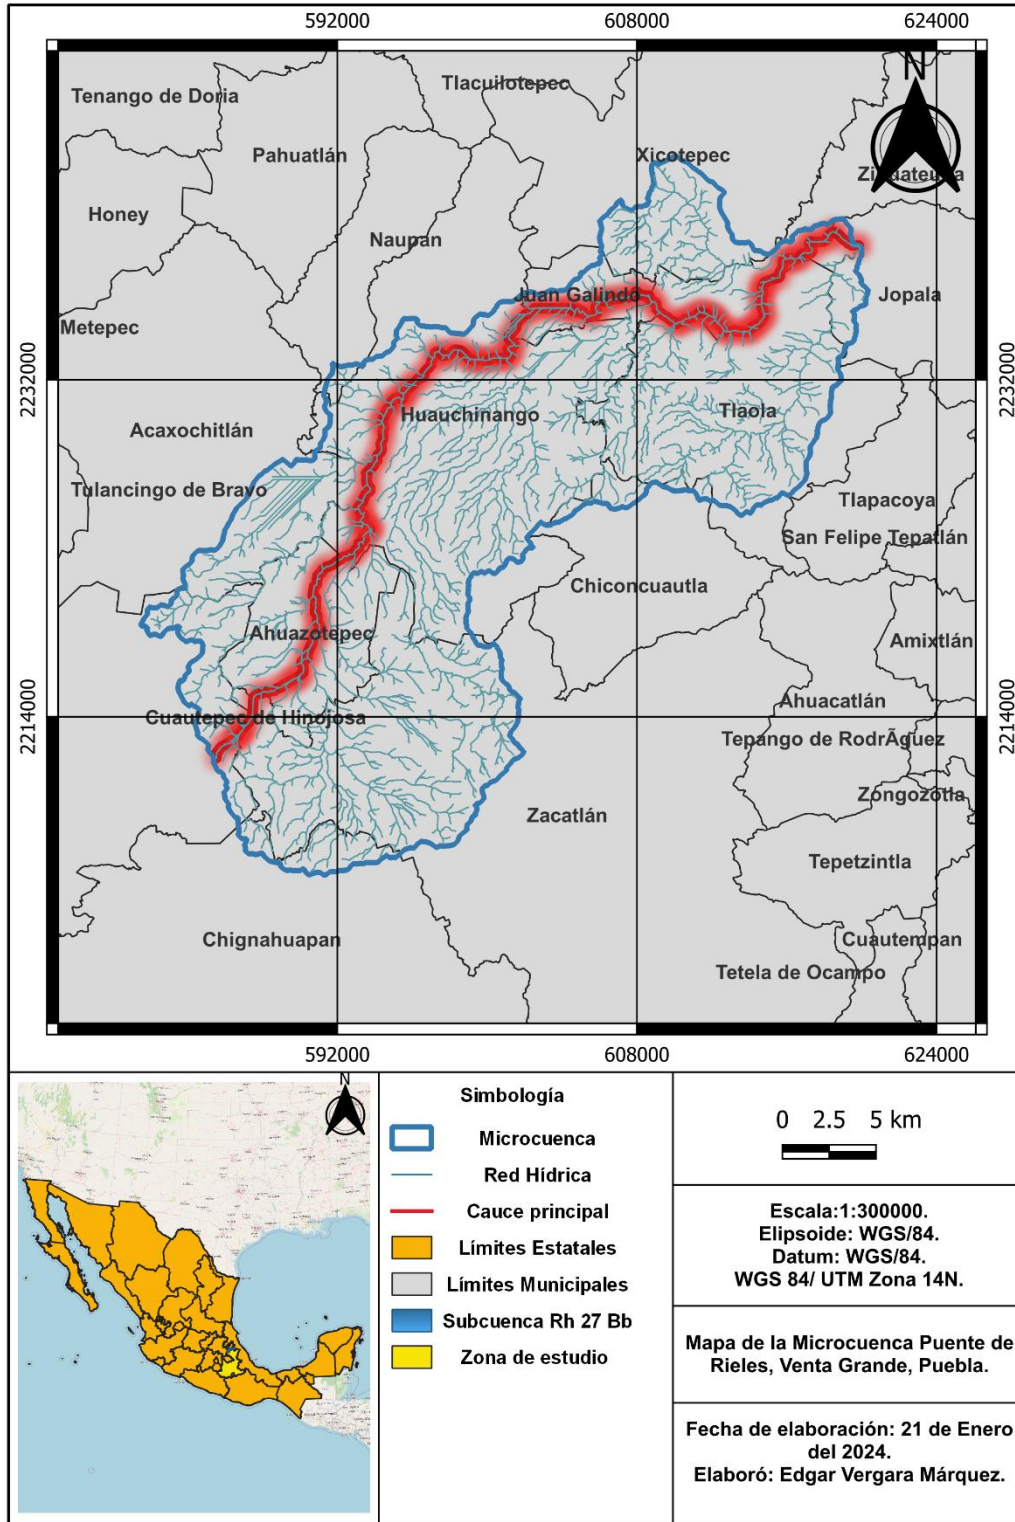 592000 608000 624000
N
Tlacuilotepec
Tenango de Doria
Pahuatlán
Xicotepec
Honey
Naupan
Juan Galindo
Jopala
Metepec
2232000
2232000
Huauchinango
Tlaola
Acaxochitlán
Tulancingo de Bravo
Tlapacoya
San Felipe Tepatlán
Chiconcuautla
Ahuazotepec
Amixtlán
Ahuacatlán
2214000
2214000
Cuautepec de Hinojosa
Tepango de RodrÃguez
Zongozotla
Zacatlán
Tepetzintla
Chignahuapan
Cuautempan
Tetela de Ocampo
592000 608000 624000
N
Simbología
Microcuenca
Red Hídrica
Cauce principal
Límites Estatales
Límites Municipales
Subcuenca Rh 27 Bb
Zona de estudio
0 2.5 5 km
Escala:1:300000.
Elipsoide: WGS/84.
Datum: WGS/84.
WGS 84/ UTM Zona 14N.
Mapa de la Microcuenca Puente de
Rieles, Venta Grande, Puebla.
Fecha de elaboración: 21 de Enero
del 2024.
Elaboró: Edgar Vergara Márquez.